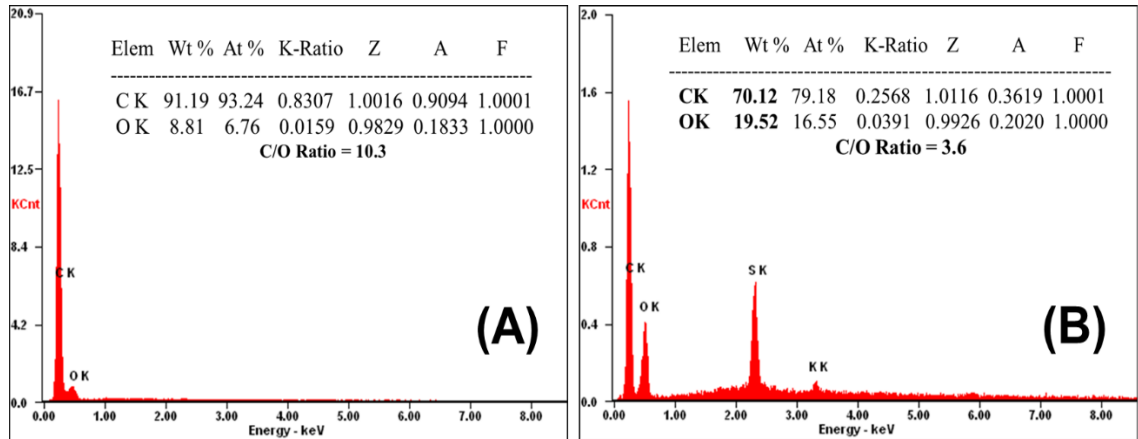 20.9
16.7
12.5
KCnt
8.4
4.2
0.0
Elem Wt % At % K-Ratio Z A F
----------------------------------------------------------------------
C K 91.19 93.24 0.8307 1.0016 0.9094 1.0001
O K 8.81 6.76 0.0159 0.9829 0.1833 1.0000
C/O Ratio = 10.3
C K
O K
(A)
0.00 1.00 2.00 3.00 4.00 5.00 6.00 7.00 8.00
Energy - keV
2.0
1.6
1.2
KCnt
0.8
0.4
0.0
Elem Wt % At % K-Ratio Z A F
----------------------------------------------------------------------
CK 70.12 79.18 0.2568 1.0116 0.3619 1.0001
OK 19.52 16.55 0.0391 0.9926 0.2020 1.0000
C/O Ratio = 3.6
C K
O K
S K
K K
(B)
0.00 1.00 2.00 3.00 4.00 5.00 6.00 7.00 8.00
Energy - keV